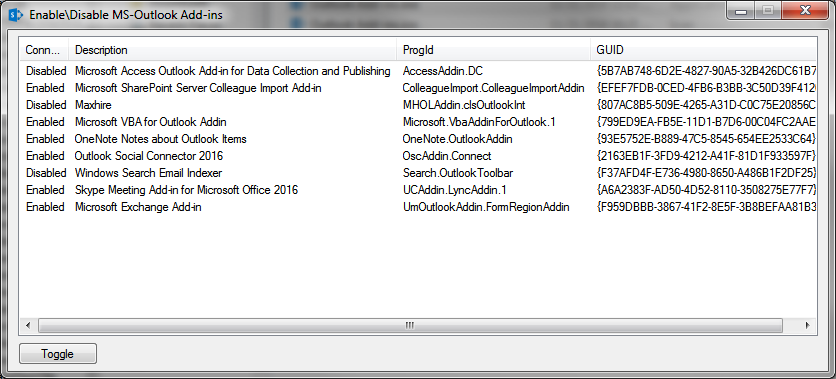 Enable\Disable MS-Outlook Add-ins
Conn... Description ProgId GUID
Disabled Microsoft Access Outlook Add-in for Data Collection and Publishing AccessAddin.DC {5B7AB748-6D2E-4827-90A5-32B426DC61B7
Enabled Microsoft SharePoint Server Colleague Import Add-in ColleagueImport.ColleagueImportAddin {EFEF7FDB-0CED-4FB6-B3BB-3C50D39F412
Disabled Maxhire MHOLAddin.clsOutlookInt {807AC8B5-509E-4265-A31D-C0C75E20856C
Enabled Microsoft VBA for Outlook Addin Microsoft.VbaAddinForOutlook.1 {799ED9EA-FB5E-11D1-B7D6-00C04FC2AAE
Enabled OneNote Notes about Outlook Items OneNote.OutlookAddin {93E5752E-B889-47C5-8545-654EE2533C64}
Enabled Outlook Social Connector 2016 OscAddin.Connect {2163EB1F-3FD9-4212-A41F-81D1F933597F}
Disabled Windows Search Email Indexer Search.OutlookToolbar {F37AFD4F-E736-4980-8650-A486B1F2DF25}
Enabled Skype Meeting Add-in for Microsoft Office 2016 UCAddin.LyncAddin.1 {A6A2383F-AD50-4D52-8110-3508275E77F7}
Enabled Microsoft Exchange Add-in UmOutlookAddin.FormRegionAddin {F959DBBB-3867-41F2-8E5F-3B8BEFAA81B3
Toggle